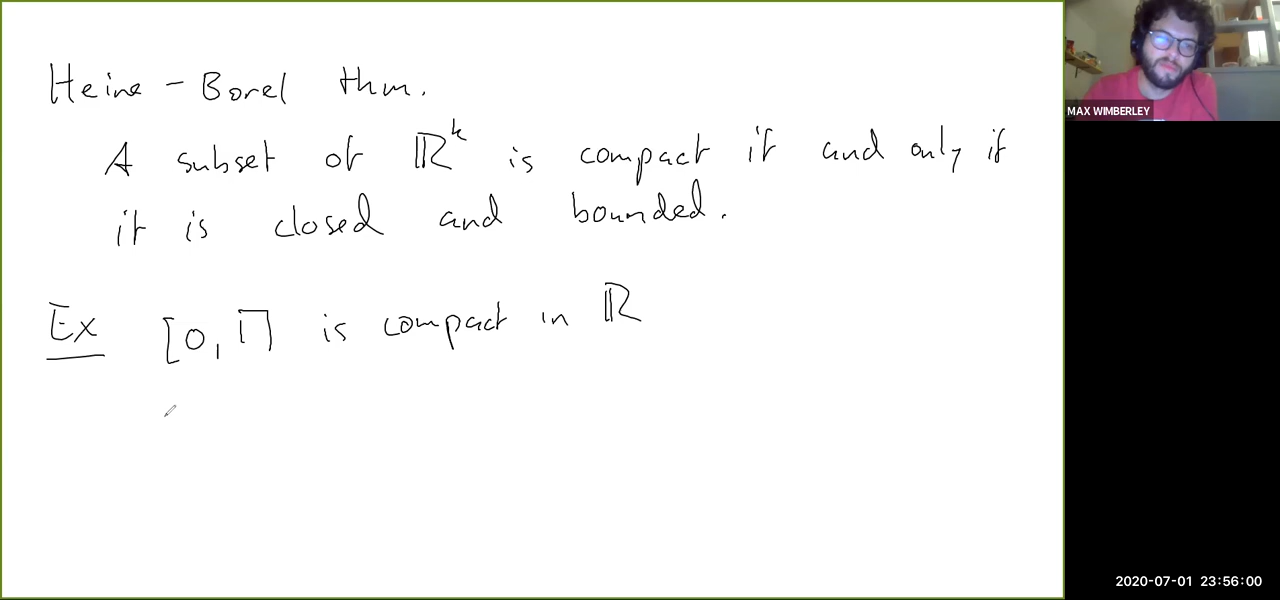 Heine - Borel thm.
A subset of ℝᵏ is compact if and only if
it is closed and bounded.
Ex [0, 1] is compact in ℝ
MAX WIMBERLEY
2020-07-01 23:56:00